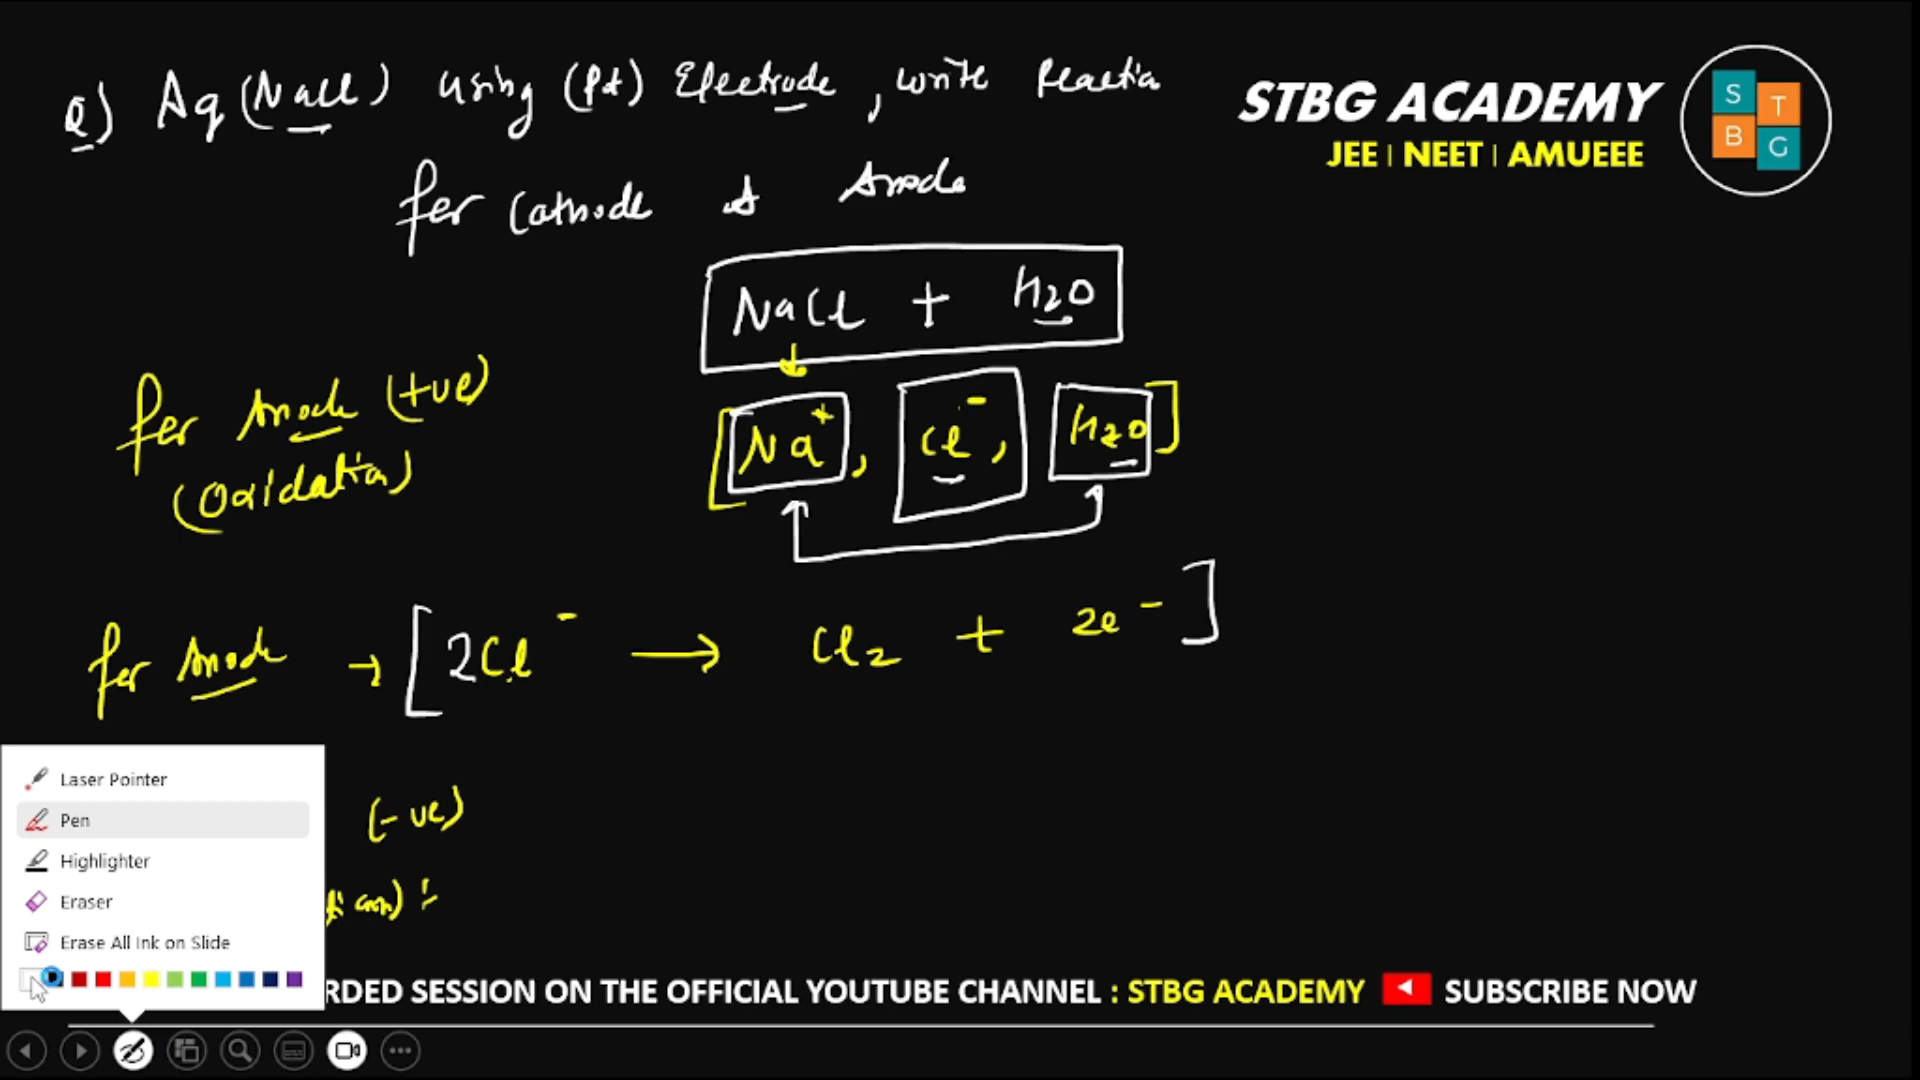 Q) Aq (NaCl) using (Pt) Electrode, write Reactia
STBG ACADEMY
JEE | NEET | AMUEEE
S T B G
for Cathode & Anode
NaCl + H2O
for Anode (+ve)
[Na+, Cl-, H2O]
(Oxidation)
for Anode → [2Cl- → Cl2 + 2e-]
Laser Pointer
Pen
Highlighter
Eraser
Erase All Ink on Slide
(-ve)
RDED SESSION ON THE OFFICIAL YOUTUBE CHANNEL : STBG ACADEMY SUBSCRIBE NOW